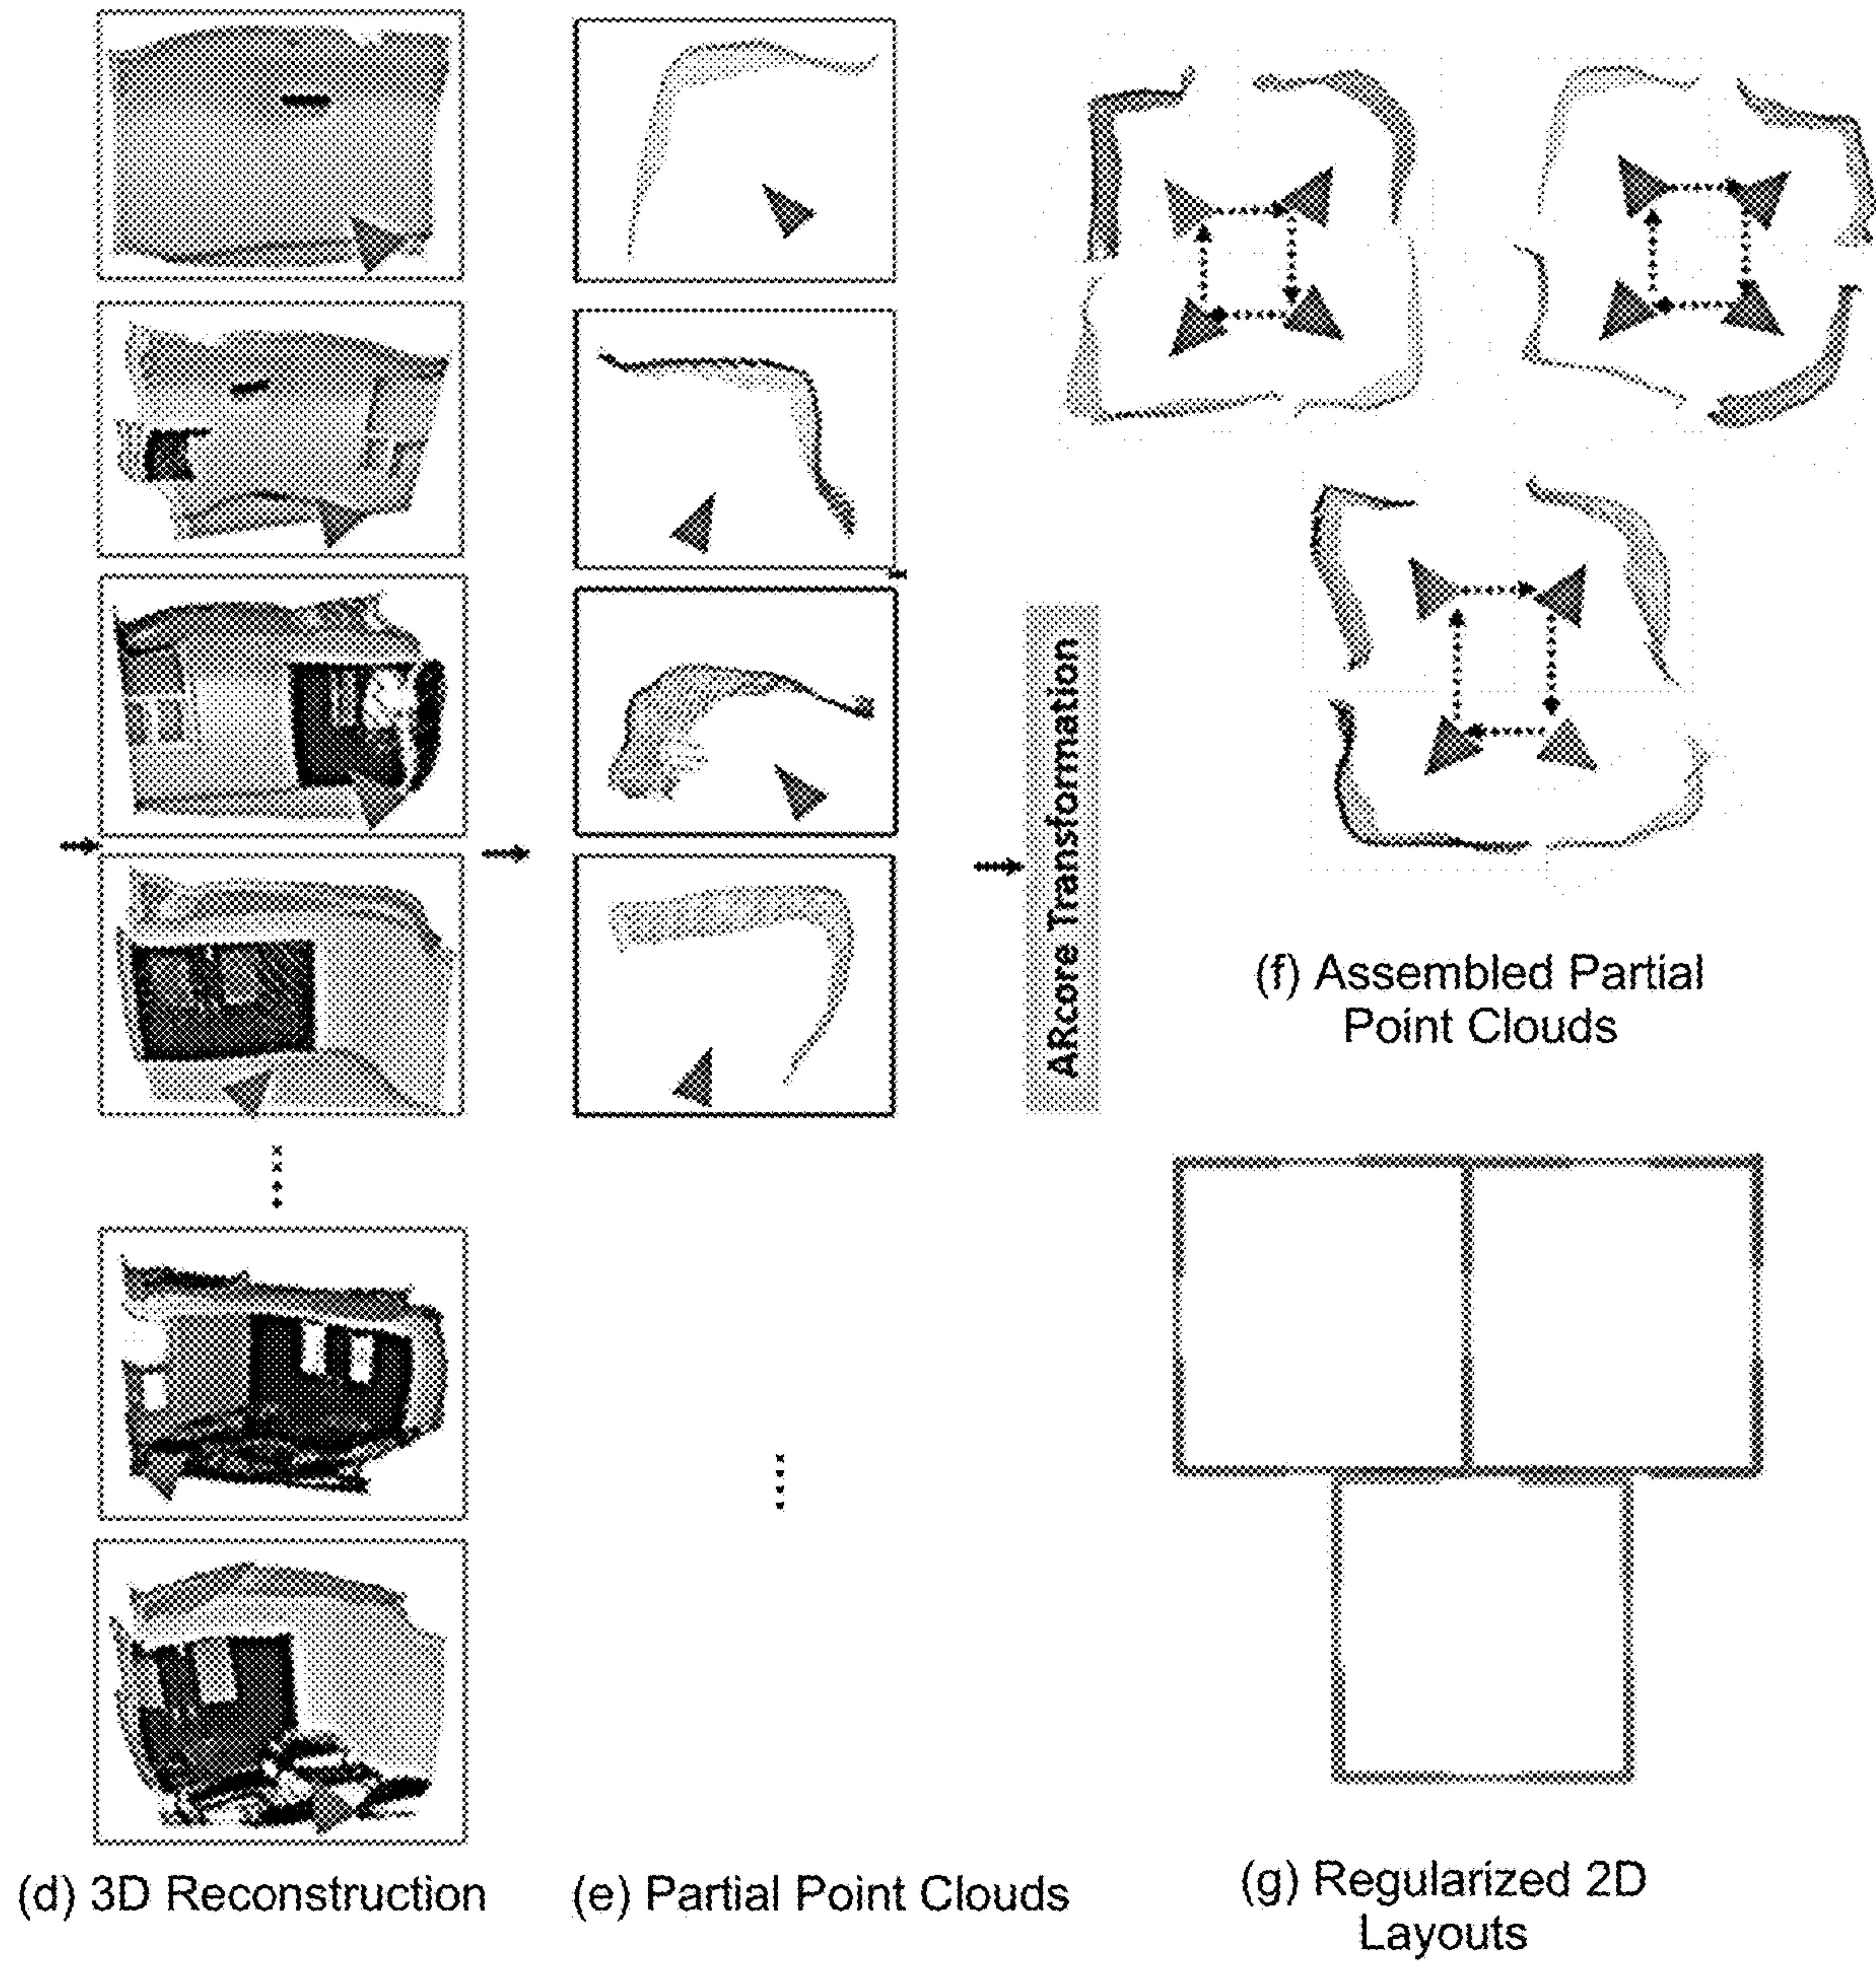 ARcore Transformation
(f) Assembled Partial
Point Clouds
(d) 3D Reconstruction
(e) Partial Point Clouds
(g) Regularized 2D
Layouts